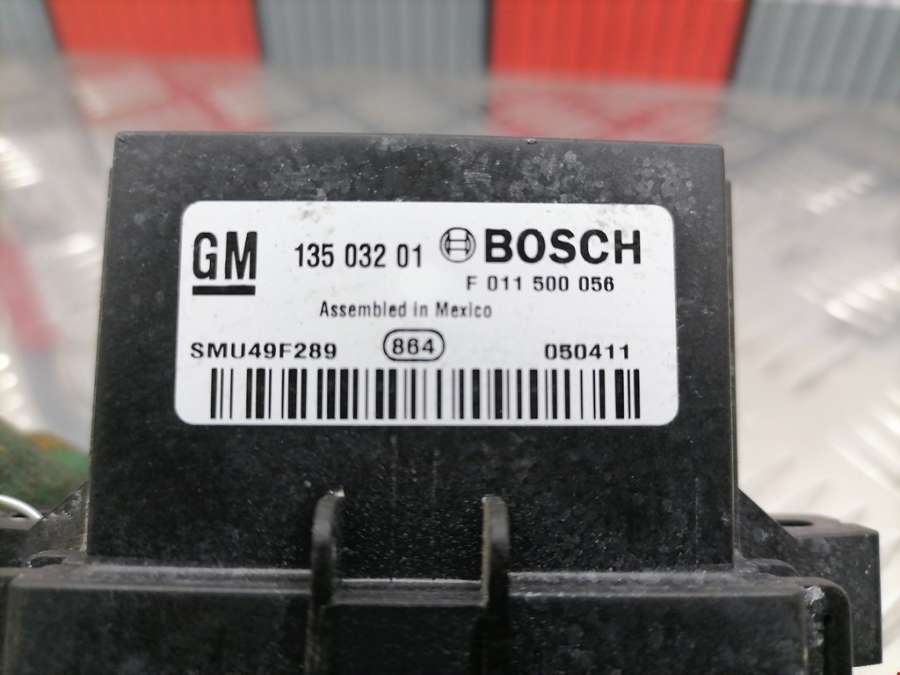 GM 135 032 01 BOSCH
F 011 500 056
Assembled in Mexico
SMU49F289 864 050411